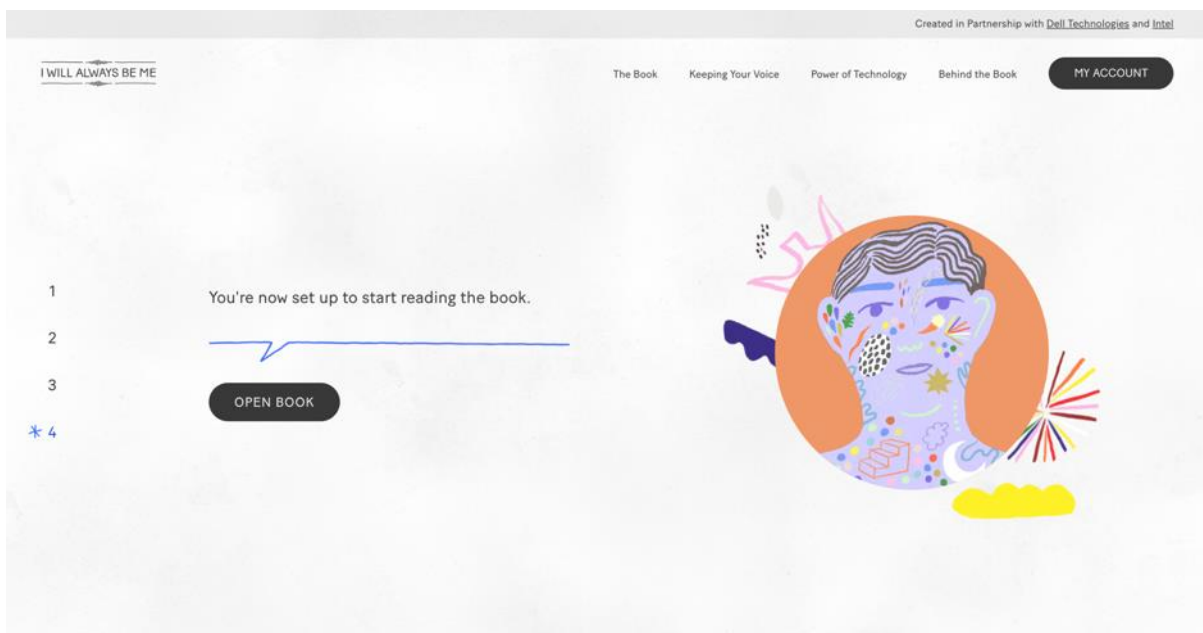 Created in Partnership with Dell Technologies and Intel
I WILL ALWAYS BE ME
The Book
Keeping Your Voice
Power of Technology
Behind the Book
MY ACCOUNT
1
2
3
* 4
You're now set up to start reading the book.
OPEN BOOK